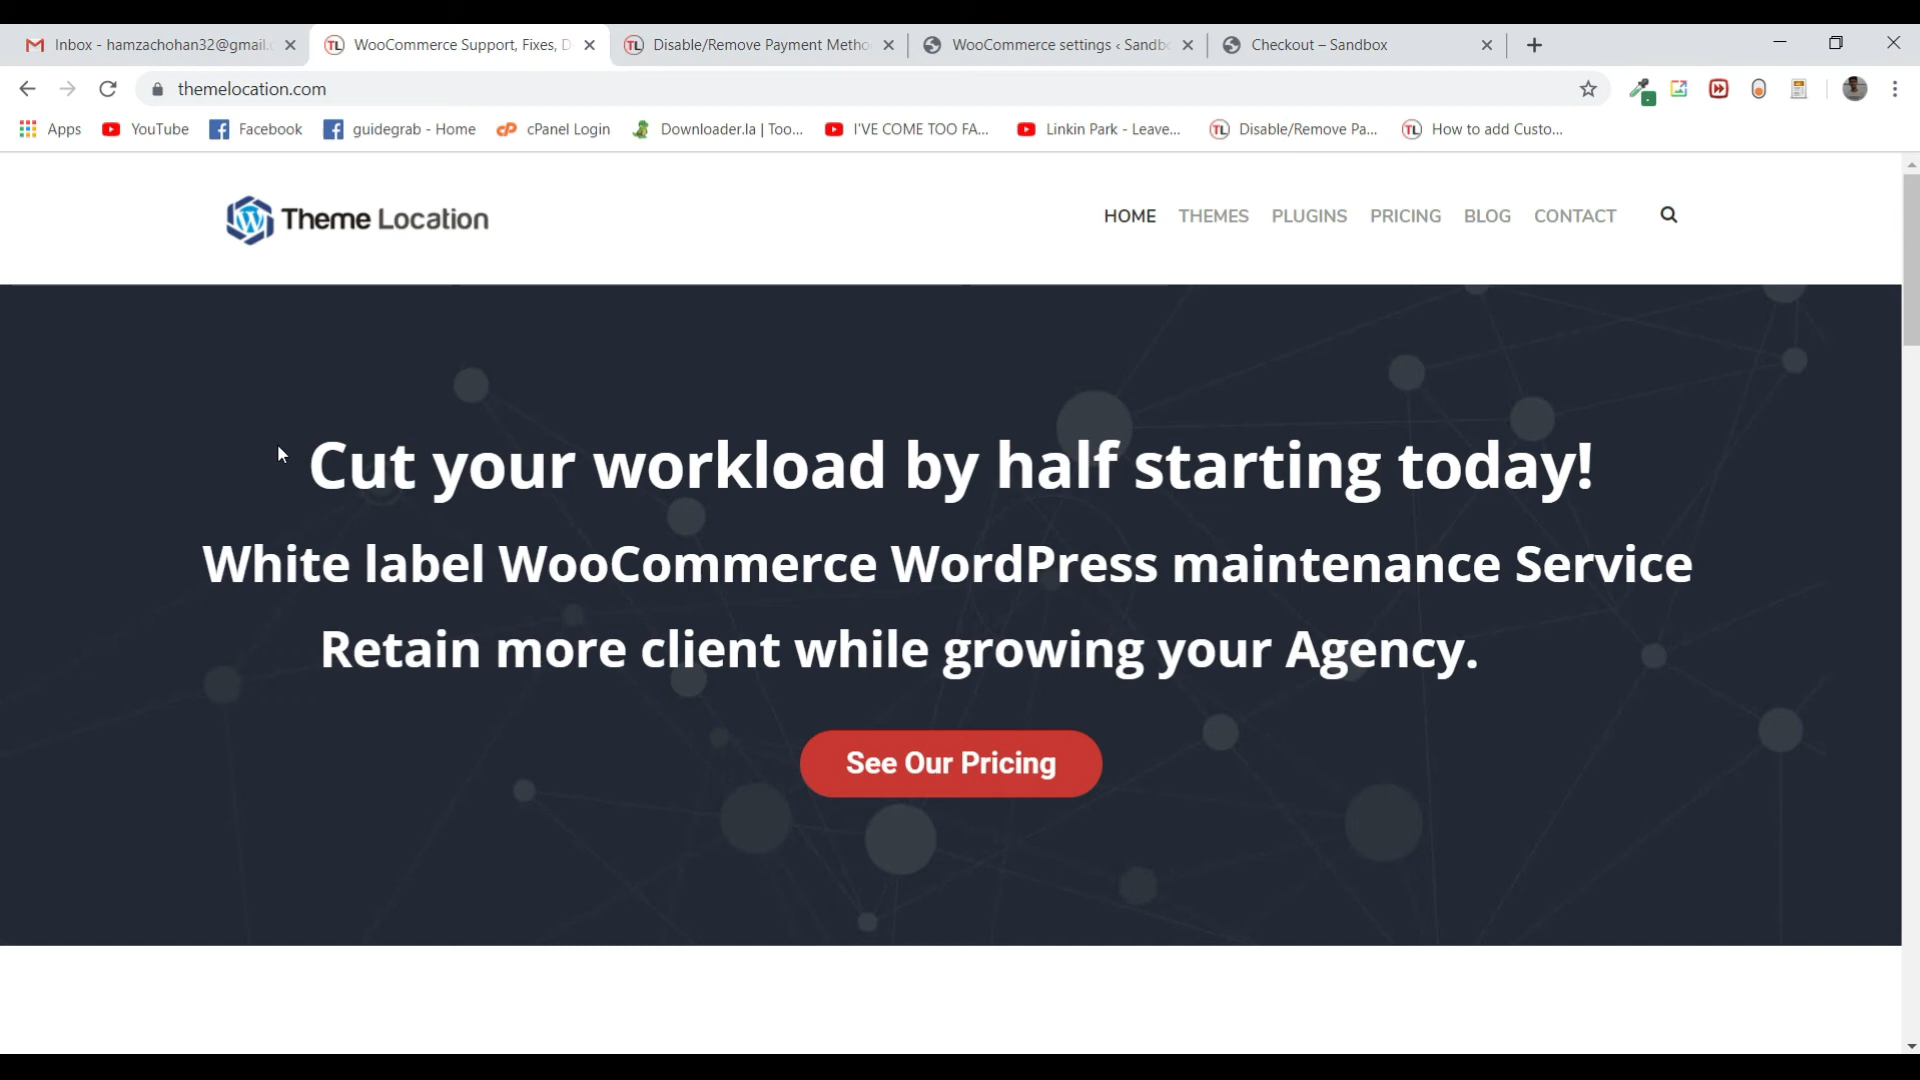 Inbox - hamzachohan32@gmail.c
WooCommerce Support, Fixes, D
Disable/Remove Payment Metho
WooCommerce settings ‹ Sandb
Checkout – Sandbox
themelocation.com
Apps
YouTube
Facebook
guidegrab - Home
cPanel Login
Downloader.la | Too...
I'VE COME TOO FA...
Linkin Park - Leave...
Disable/Remove Pa...
How to add Custo...
Theme Location
HOME THEMES PLUGINS PRICING BLOG CONTACT
Cut your workload by half starting today!
White label WooCommerce WordPress maintenance Service
Retain more client while growing your Agency.
See Our Pricing